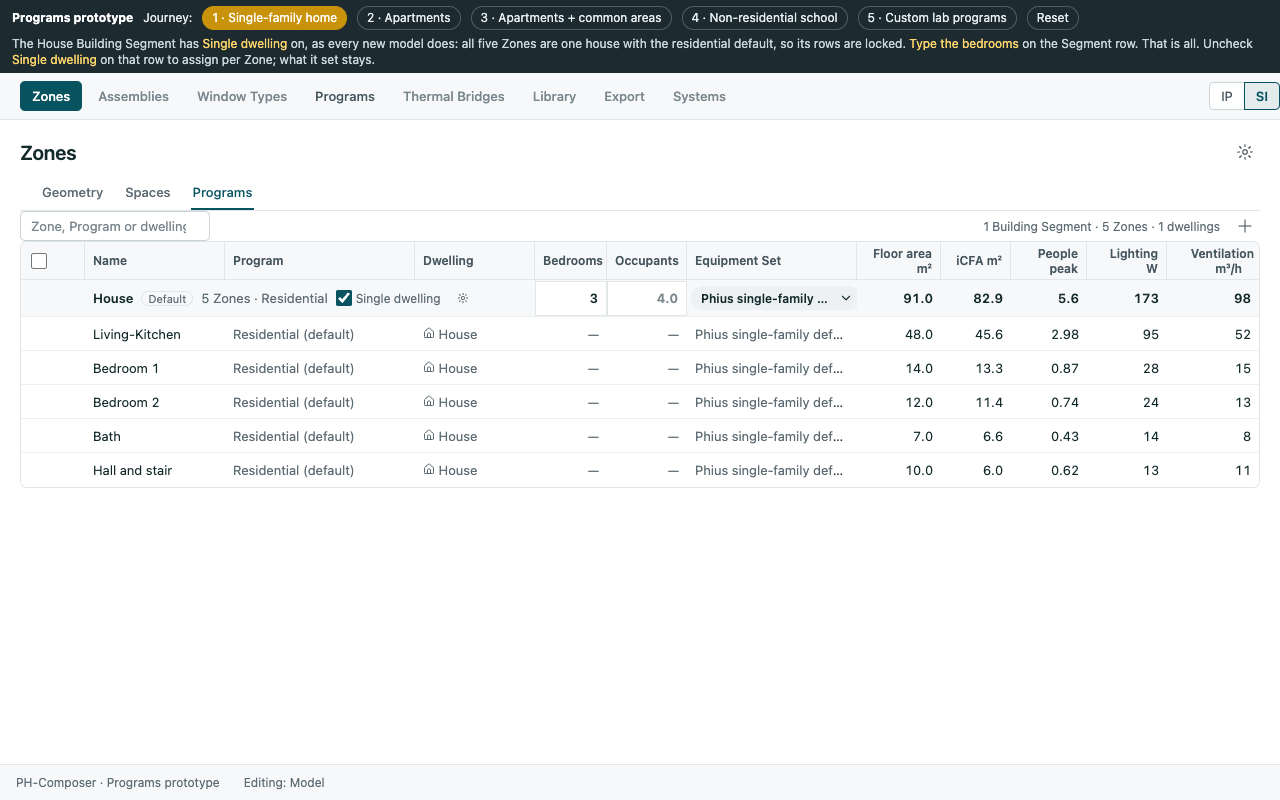 Programs prototype Journey: 1 · Single-family home 2 · Apartments 3 · Apartments + common areas 4 · Non-residential school 5 · Custom lab programs Reset
The House Building Segment has Single dwelling on, as every new model does: all five Zones are one house with the residential default, so its rows are locked. Type the bedrooms on the Segment row. That is all. Uncheck
Single dwelling on that row to assign per Zone; what it set stays.
Zones Assemblies Window Types Programs Thermal Bridges Library Export Systems IP SI
Zones
Geometry Spaces Programs
Zone, Program or dwelling 1 Building Segment · 5 Zones · 1 dwellings
Name Program Dwelling Bedrooms Occupants Equipment Set Floor area m² iCFA m² People peak Lighting W Ventilation m³/h
House Default 5 Zones · Residential Single dwelling 3 4.0 Phius single-family ... 91.0 82.9 5.6 173 98
Living-Kitchen Residential (default) House — — Phius single-family def... 48.0 45.6 2.98 95 52
Bedroom 1 Residential (default) House — — Phius single-family def... 14.0 13.3 0.87 28 15
Bedroom 2 Residential (default) House — — Phius single-family def... 12.0 11.4 0.74 24 13
Bath Residential (default) House — — Phius single-family def... 7.0 6.6 0.43 14 8
Hall and stair Residential (default) House — — Phius single-family def... 10.0 6.0 0.62 13 11
PH-Composer · Programs prototype Editing: Model